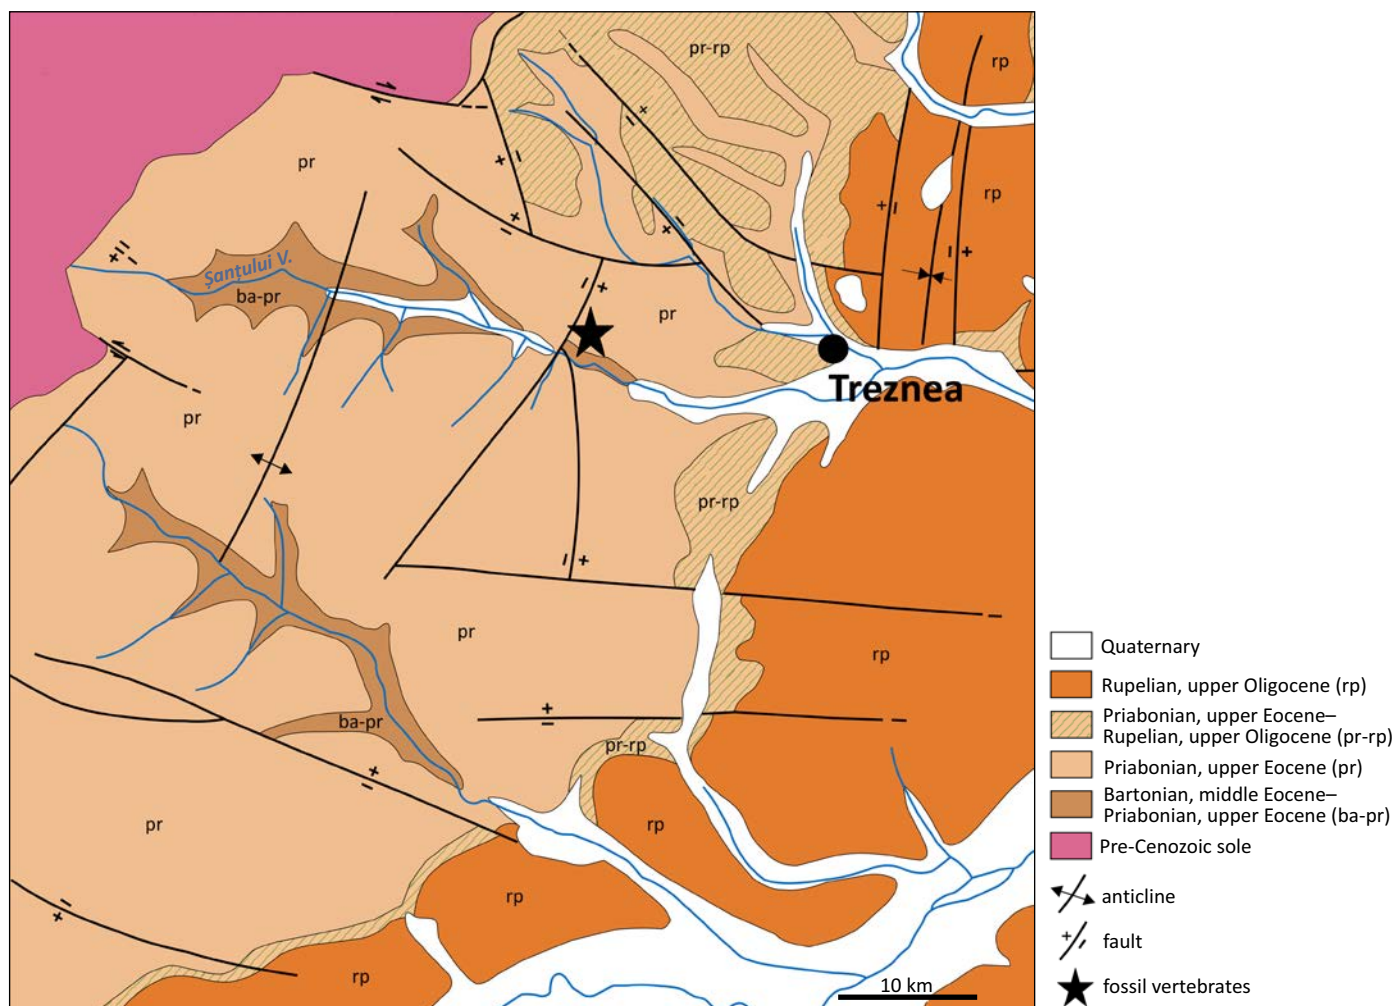 pr-rp
rp
pr
rp
Șanțului V.
ba-pr
pr
Treznea
pr
pr-rp
pr
rp
ba-pr
pr-rp
pr
rp
rp
rp
10 km
Quaternary
Rupelian, upper Oligocene (rp)
Priabonian, upper Eocene–
Rupelian, upper Oligocene (pr-rp)
Priabonian, upper Eocene (pr)
Bartonian, middle Eocene–
Priabonian, upper Eocene (ba-pr)
Pre-Cenozoic sole
anticline
fault
fossil vertebrates